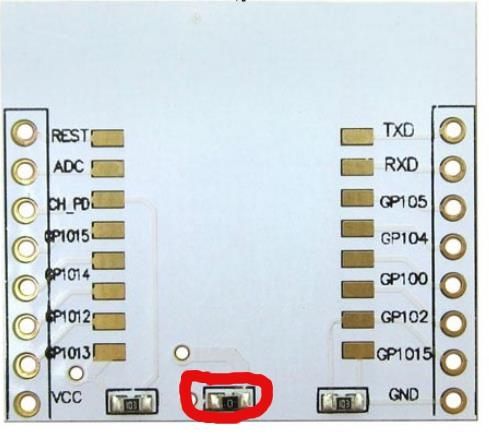 REST
ADC
CH_PD
GP1015
GP1014
GP1012
GP1013
VCC
TXD
RXD
GP105
GP104
GP100
GP102
GP1015
GND
103
0
103